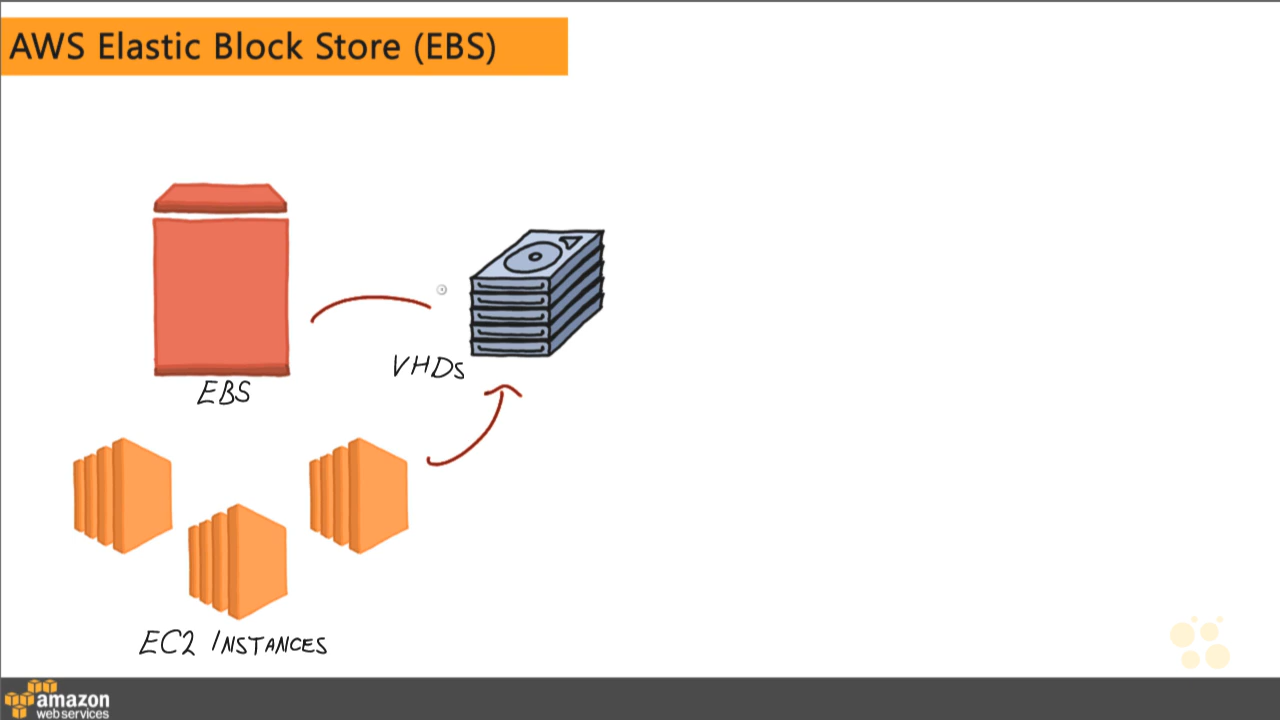 AWS Elastic Block Store (EBS)
VHDs
EBS
EC2 INSTANCES
amazon
webservices